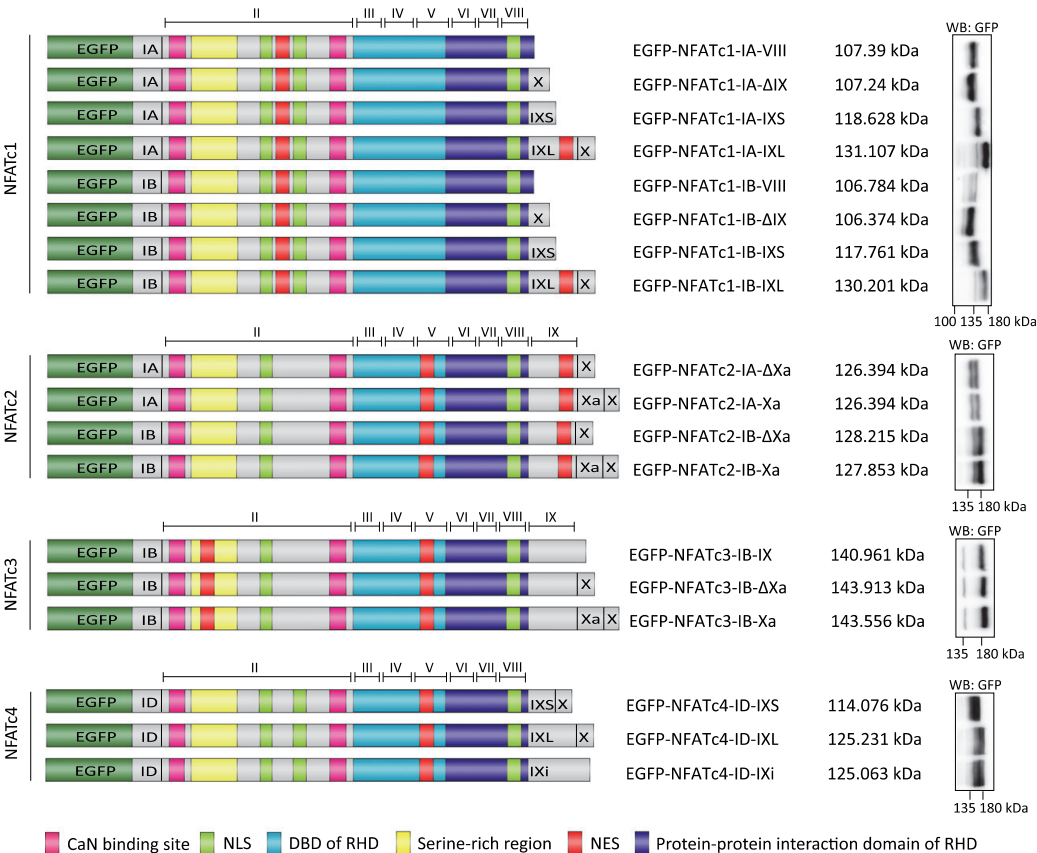 II III IV V VI VII VIII WB: GFP
NFATc1
EGFP IA EGFP-NFATc1-IA-VIII 107.39 kDa
EGFP IA X EGFP-NFATc1-IA-ΔIX 107.24 kDa
EGFP IA IXS EGFP-NFATc1-IA-IXS 118.628 kDa
EGFP IA IXL X EGFP-NFATc1-IA-IXL 131.107 kDa
EGFP IB EGFP-NFATc1-IB-VIII 106.784 kDa
EGFP IB X EGFP-NFATc1-IB-ΔIX 106.374 kDa
EGFP IB IXS EGFP-NFATc1-IB-IXS 117.761 kDa
EGFP IB IXL X EGFP-NFATc1-IB-IXL 130.201 kDa
100 135 180 kDa
II III IV V VI VII VIII IX WB: GFP
NFATc2
EGFP IA X EGFP-NFATc2-IA-ΔXa 126.394 kDa
EGFP IA Xa X EGFP-NFATc2-IA-Xa 126.394 kDa
EGFP IB X EGFP-NFATc2-IB-ΔXa 128.215 kDa
EGFP IB Xa X EGFP-NFATc2-IB-Xa 127.853 kDa
135 180 kDa
II III IV V VI VII VIII IX WB: GFP
NFATc3
EGFP IB EGFP-NFATc3-IB-IX 140.961 kDa
EGFP IB X EGFP-NFATc3-IB-ΔXa 143.913 kDa
EGFP IB Xa X EGFP-NFATc3-IB-Xa 143.556 kDa
135 180 kDa
II III IV V VI VII VIII WB: GFP
NFATc4
EGFP ID IXS X EGFP-NFATc4-ID-IXS 114.076 kDa
EGFP ID IXL X EGFP-NFATc4-ID-IXL 125.231 kDa
EGFP ID IXi EGFP-NFATc4-ID-IXi 125.063 kDa
135 180 kDa
CaN binding site NLS DBD of RHD Serine-rich region NES Protein-protein interaction domain of RHD